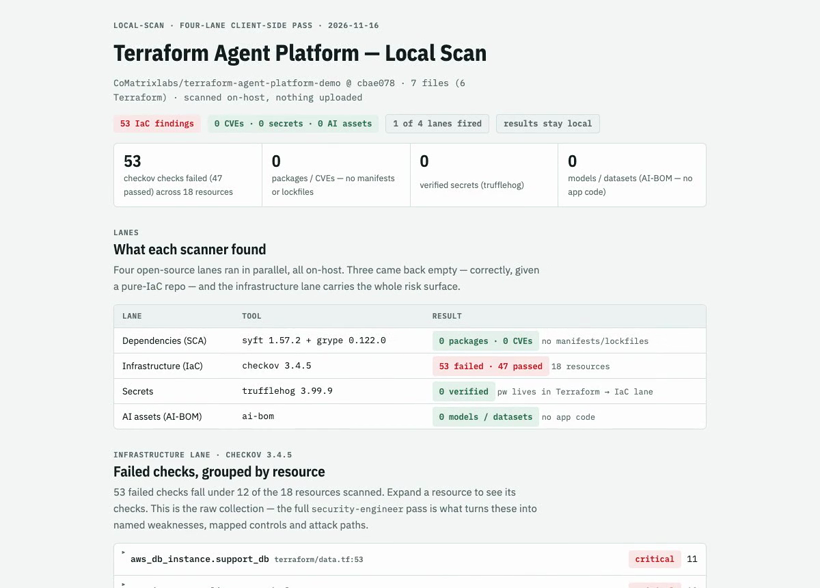 LOCAL-SCAN · FOUR-LANE CLIENT-SIDE PASS · 2026-11-16
Terraform Agent Platform — Local Scan
CoMatrixlabs/terraform-agent-platform-demo @ cbae078 · 7 files (6
Terraform) · scanned on-host, nothing uploaded
53 IaC findings
0 CVEs · 0 secrets · 0 AI assets
1 of 4 lanes fired
results stay local
53
checkov checks failed (47
passed) across 18 resources
0
packages / CVEs — no manifests
or lockfiles
0
verified secrets (trufflehog)
0
models / datasets (AI-BOM — no
app code)
LANES
What each scanner found
Four open-source lanes ran in parallel, all on-host. Three came back empty — correctly, given
a pure-IaC repo — and the infrastructure lane carries the whole risk surface.
LANE TOOL RESULT
Dependencies (SCA) syft 1.57.2 + grype 0.122.0 0 packages · 0 CVEs no manifests/lockfiles
Infrastructure (IaC) checkov 3.4.5 53 failed · 47 passed 18 resources
Secrets trufflehog 3.99.9 0 verified pw lives in Terraform → IaC lane
AI assets (AI-BOM) ai-bom 0 models / datasets no app code
INFRASTRUCTURE LANE · CHECKOV 3.4.5
Failed checks, grouped by resource
53 failed checks fall under 12 of the 18 resources scanned. Expand a resource to see its
checks. This is the raw collection — the full security-engineer pass is what turns these into
named weaknesses, mapped controls and attack paths.
aws_db_instance.support_db terraform/data.tf:53 critical 11